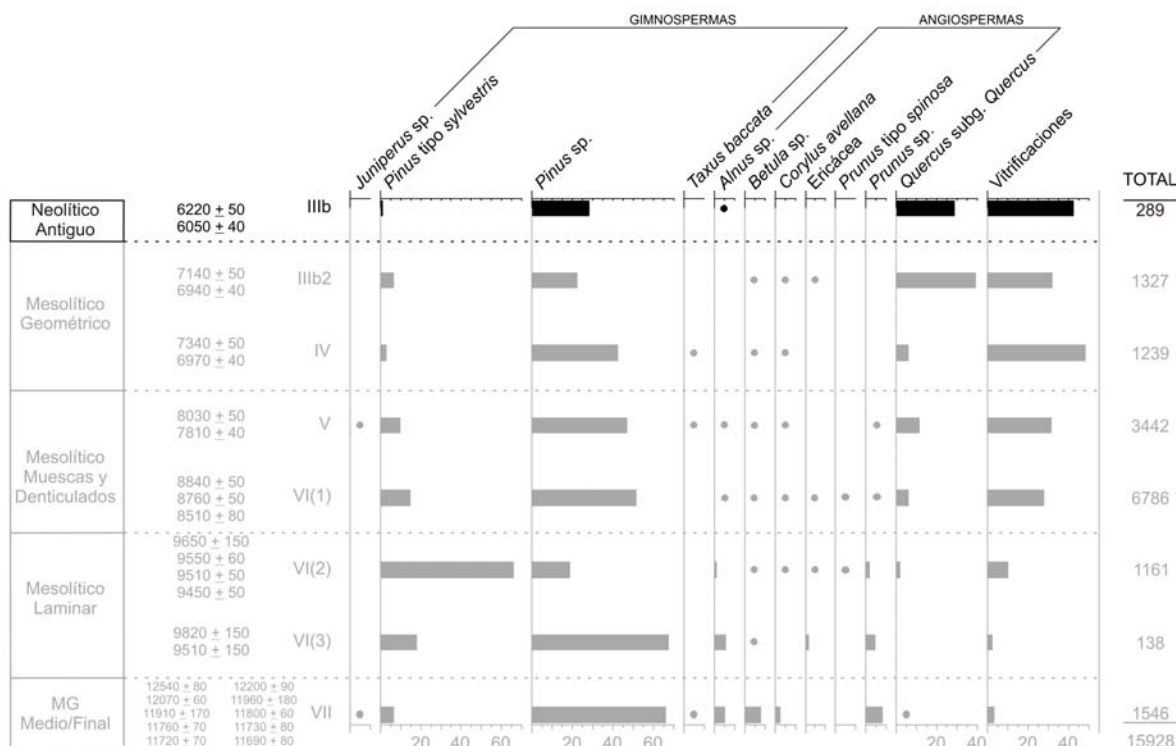 GIMNOSPERMAS
ANGIOSPERMAS
Juniperus sp.
Pinus tipo sylvestris
Pinus sp.
Taxus baccata
Alnus sp.
Betula sp.
Corylus avellana
Ericácea
Prunus tipo spinosa
Prunus sp.
Quercus subg. Quercus
Vitrificaciones
TOTAL
Neolítico
Antiguo
6220 ± 50
6050 ± 40
IIIb
289
Mesolítico
Geométrico
7140 ± 50
6940 ± 40
IIIb2
1327
7340 ± 50
6970 ± 40
IV
1239
Mesolítico
Muescas y
Denticulados
8030 ± 50
7810 ± 40
V
3442
8840 ± 50
8760 ± 50
8510 ± 80
VI(1)
6786
Mesolítico
Laminar
9650 ± 150
9550 ± 60
9510 ± 50
9450 ± 50
VI(2)
1161
9820 ± 150
9510 ± 150
VI(3)
138
MG
Medio/Final
12540 ± 80 12200 ± 90
12070 ± 60 11960 ± 180
11910 ± 170 11800 ± 60
11760 ± 70 11730 ± 80
11720 ± 70 11690 ± 80
VII
1546
20 40 60 20 40 60 20 40 20 40
15928